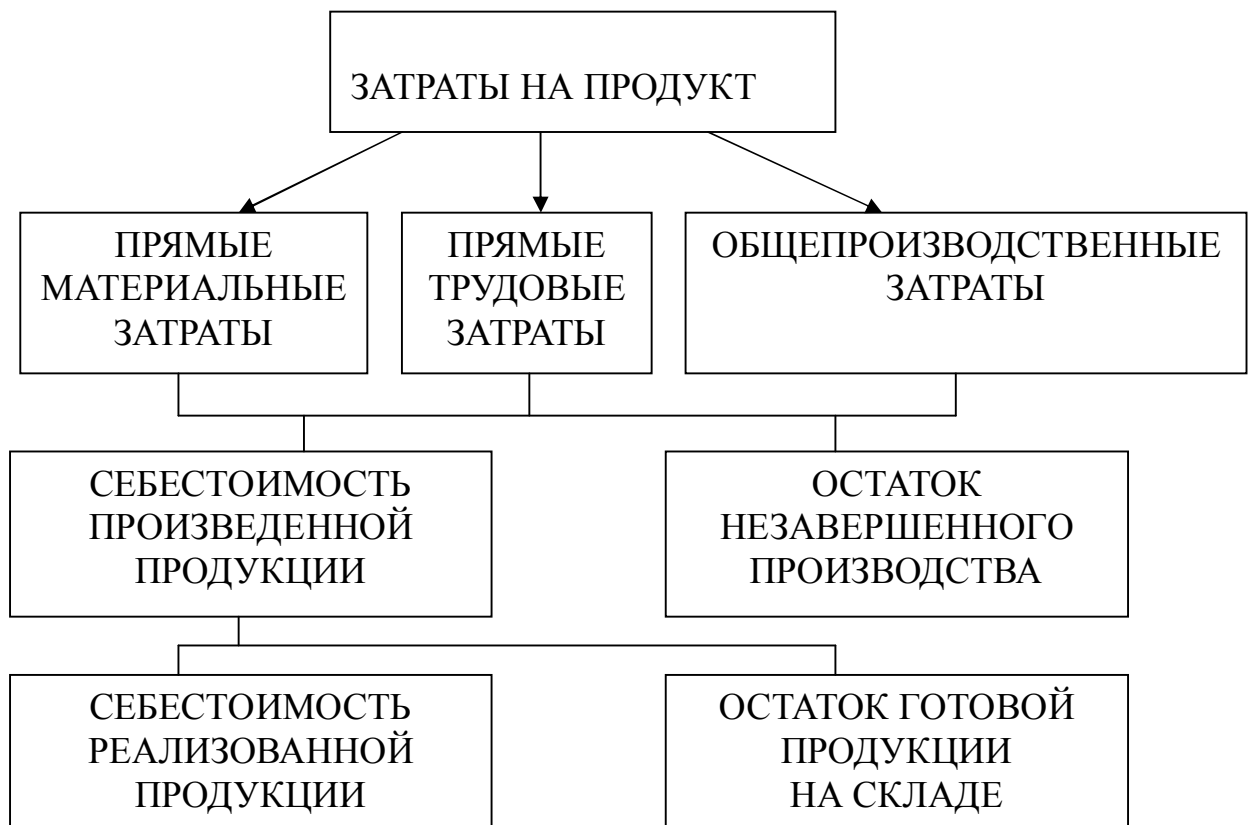 ЗАТРАТЫ НА ПРОДУКТ
ПРЯМЫЕ
МАТЕРИАЛЬНЫЕ
ЗАТРАТЫ
ПРЯМЫЕ
ТРУДОВЫЕ
ЗАТРАТЫ
ОБЩЕПРОИЗВОДСТВЕННЫЕ
ЗАТРАТЫ
СЕБЕСТОИМОСТЬ
ПРОИЗВЕДЕННОЙ
ПРОДУКЦИИ
ОСТАТОК
НЕЗАВЕРШЕННОГО
ПРОИЗВОДСТВА
СЕБЕСТОИМОСТЬ
РЕАЛИЗОВАННОЙ
ПРОДУКЦИИ
ОСТАТОК ГОТОВОЙ
ПРОДУКЦИИ
НА СКЛАДЕ